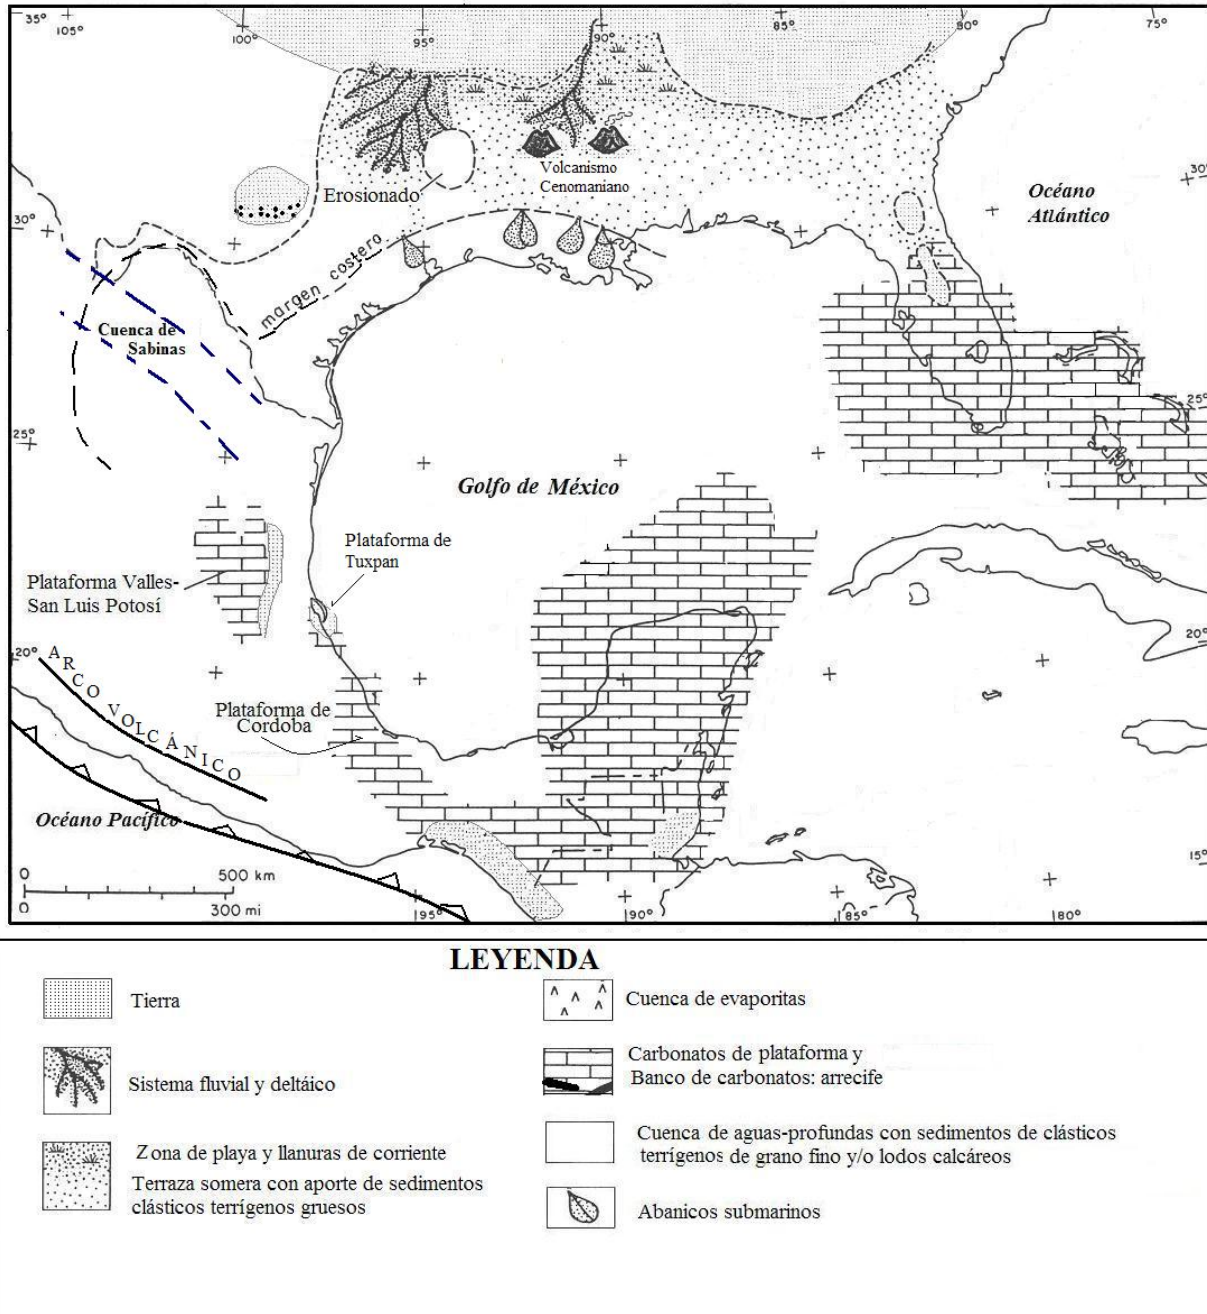 35°
105°
100°
95°
90°
85°
80°
75°
Volcanismo
Cenomaniano
Erosionado
30°
Océano
Atlántico
30°
margen costero
Cuenca de
Sabinas
25°
25°
Golfo de México
Plataforma de
Tuxpan
Plataforma Valles-
San Luis Potosí
20°
20°
ARCO VOLCÁNICO
Plataforma de
Cordoba
Océano Pacífico
15°
0 500 km
0 300 mi
95°
90°
85°
80°
LEYENDA
Tierra
Sistema fluvial y deltáico
Zona de playa y llanuras de corriente
Terraza somera con aporte de sedimentos
clásticos terrígenos gruesos
Cuenca de evaporitas
Carbonatos de plataforma y
Banco de carbonatos: arrecife
Cuenca de aguas-profundas con sedimentos de clásticos
terrígenos de grano fino y/o lodos calcáreos
Abanicos submarinos